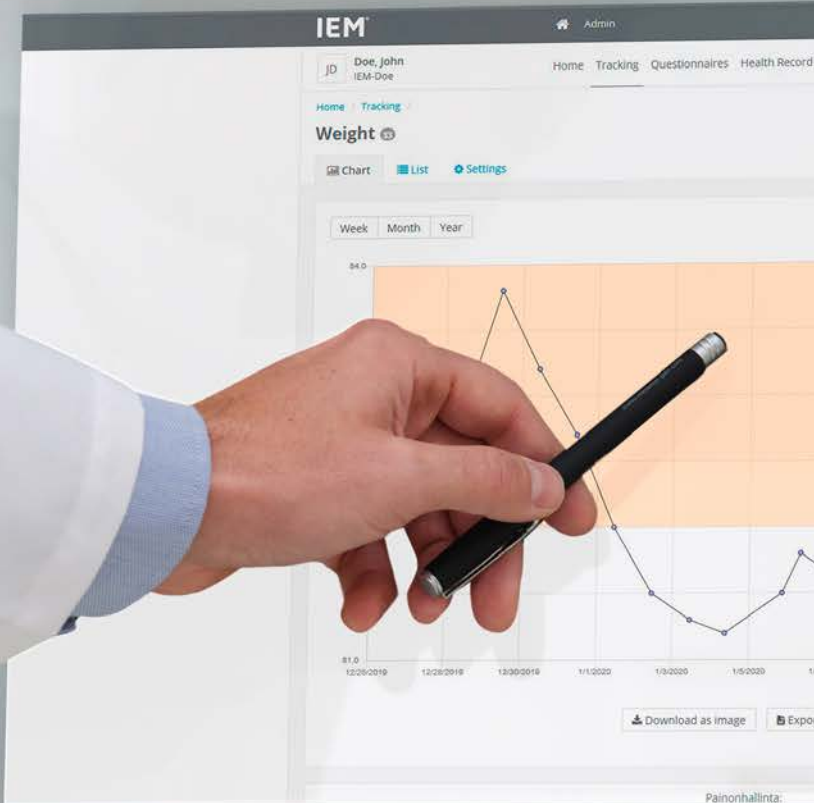 IEM
Admin
JD
Doe, John
IEM-Doe
Home Tracking Questionnaires Health Record
Home / Tracking /
Weight
Chart List Settings
Week Month Year
84.0
81.0
12/26/2019 12/28/2019 12/30/2019 1/1/2020 1/3/2020 1/5/2020
Download as image Expo
Painonhallinta: